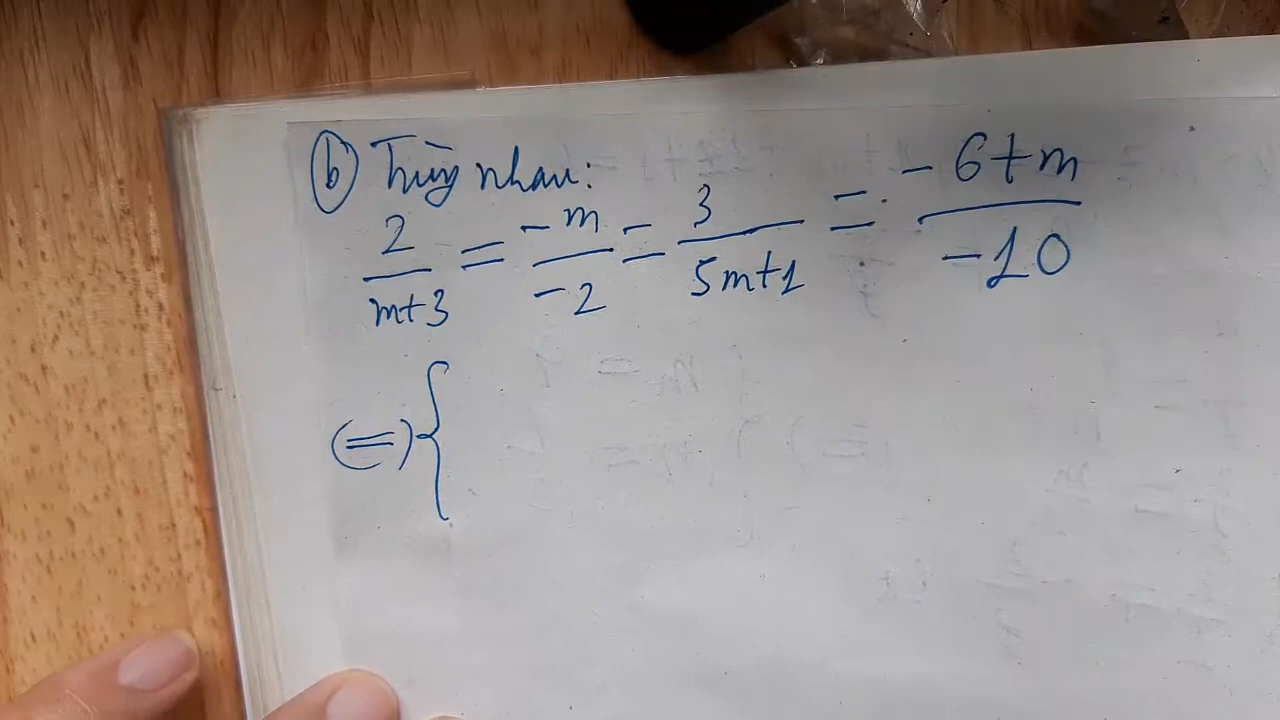 (b) Trùng nhau:
2/(m+3) = -m/-2 = 3/(5m+1) = (-6+m)/-10
(=) {